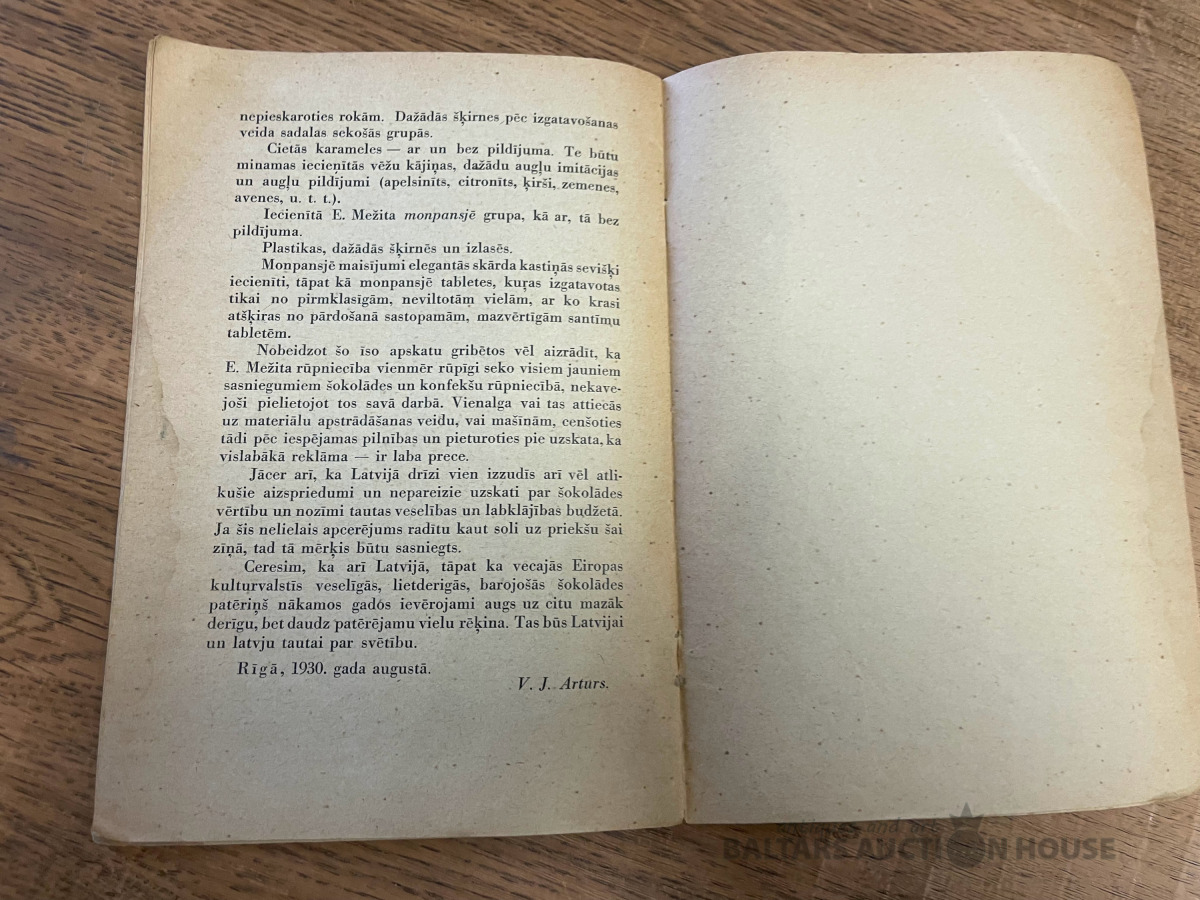 nepieskaroties rokām. Dažādās šķirnes pēc izgatavošanas
veida sadalas sekošās grupās.
Cietās karameles — ar un bez pildījuma. Te būtu
minamas iecienītās vēžu kājiņas, dažādu augļu imitācijas
un augļu pildījumi (apelsinīts, citronīts, ķirši, zemenes,
avenes, u. t. t.).
Iecienītā E. Mežita monpansjē grupa, kā ar, tā bez
pildījuma.
Plastikas, dažādās šķirnēs un izlasēs.
Monpansjē maisījumi elegantās skārda kastiņās sevišķi
iecienīti, tāpat kā monpansjē tabletes, kuŗas izgatavotas
tikai no pirmklasīgām, neviltotām vielām, ar ko krasi
atšķiras no pārdošanā sastopamām, mazvērtīgām santīmu
tabletēm.
Nobeidzot šo īso apskatu gribētos vēl aizrādīt, ka
E. Mežita rūpniecība vienmēr rūpīgi seko visiem jauniem
sasniegumiem šokolādes un konfekšu rūpniecībā, nekave-
joši pielietojot tos savā darbā. Vienalga vai tas attiecās
uz materiālu apstrādāšanas veidu, vai mašīnām, cenšoties
tādi pēc iespējamas pilnības un pieturoties pie uzskata, ka
vislabākā reklāma — ir laba prece.
Jācer arī, ka Latvijā drīzi vien izzudīs arī vēl atli-
kušie aizspriedumi un nepareizie uzskati par šokolādes
vērtību un nozīmi tautas veselības un labklājības budžetā.
Ja šis nelielais apcerējums radītu kaut soli uz priekšu šai
ziņā, tad tā mērķis būtu sasniegts.
Ceresim, ka arī Latvijā, tāpat ka vecajās Eiropas
kulturvalstīs veselīgās, lietderigās, barojošās šokolādes
patēriņš nākamos gados ievērojami augs uz citu mazāk
derīgu, bet daudz patērējamu vielu rēķina. Tas būs Latvijai
un latvju tautai par svētību.
Rīgā, 1930. gada augustā.
V. J. Arturs.
BALTARS AUCTION HOUSE